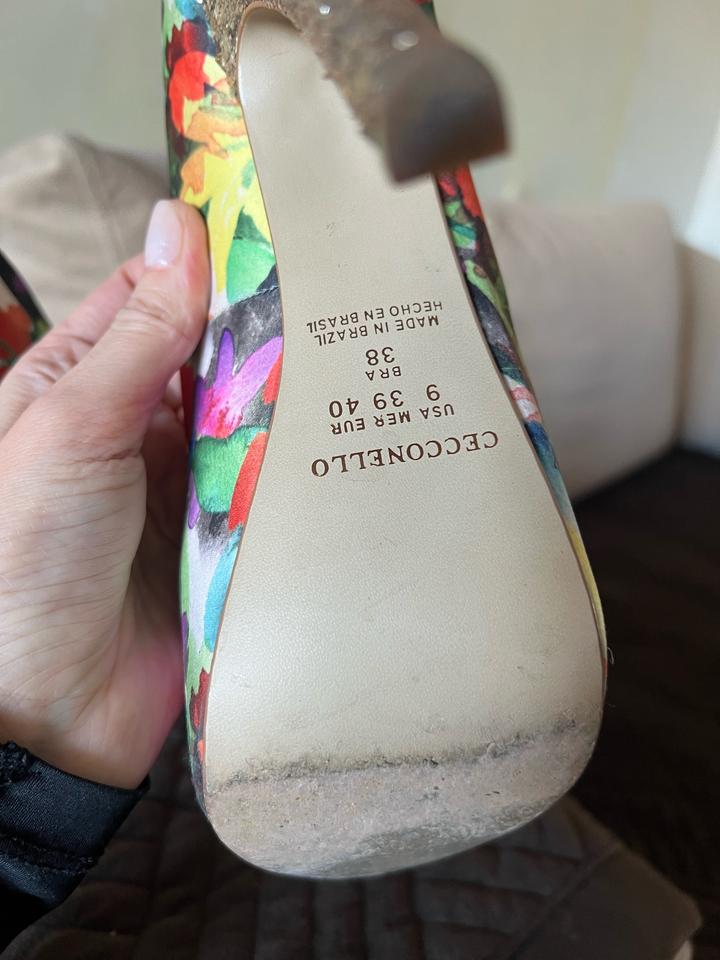 CECCONELLO
USA MER EUR
9 39 40
BRA
38
MADE IN BRAZIL
HECHO EN BRASIL